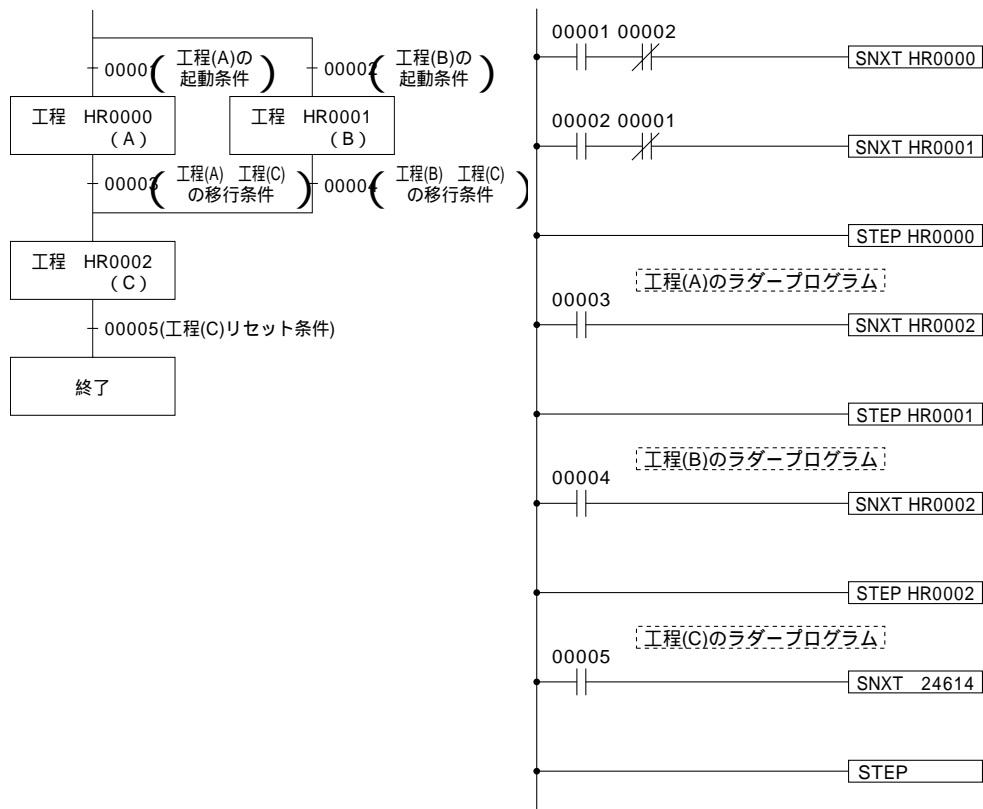 00001
工程(A)の
起動条件
00002
工程(B)の
起動条件
工程 HR0000
(A)
工程 HR0001
(B)
00003
工程(A) 工程(C)
の移行条件
00004
工程(B) 工程(C)
の移行条件
工程 HR0002
(C)
00005(工程(C)リセット条件)
終了
00001 00002
SNXT HR0000
00002 00001
SNXT HR0001
STEP HR0000
工程(A)のラダープログラム
00003
SNXT HR0002
STEP HR0001
工程(B)のラダープログラム
00004
SNXT HR0002
STEP HR0002
工程(C)のラダープログラム
00005
SNXT 24614
STEP